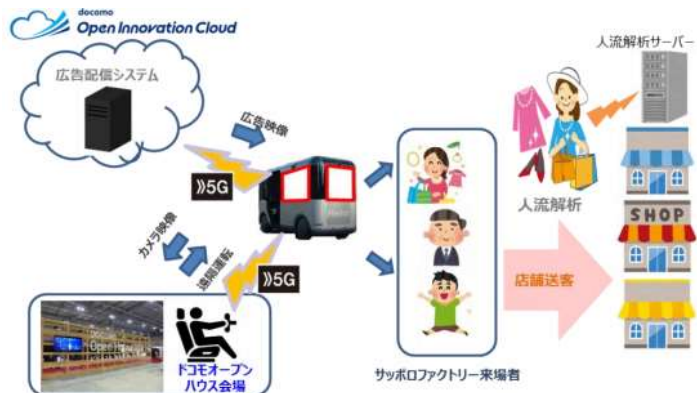 docomo
Open Innovation Cloud
広告配信システム
広告映像
5G
カメラ映像
遠隔運転
5G
ドコモオープン
ハウス会場
サッポロファクトリー来場者
人流解析サーバー
人流解析
店舗送客
SHOP